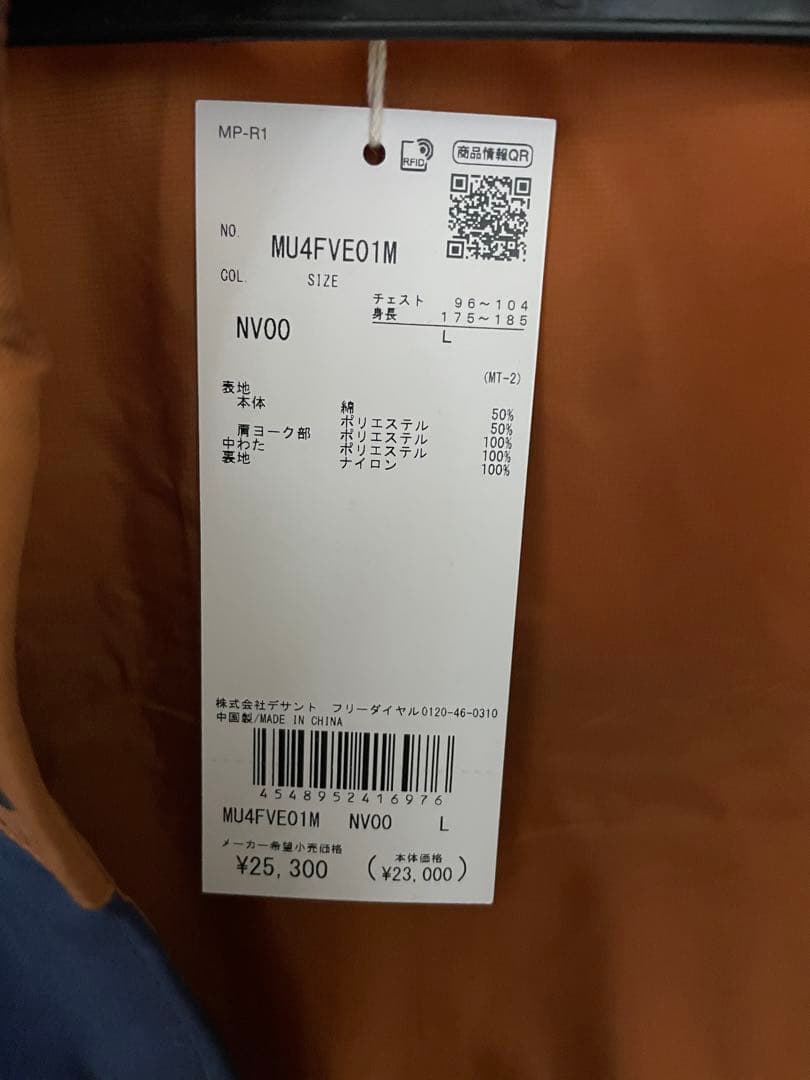 MP-R1
RFID
商品情報QR
NO.
MU4FVE01M
COL.
SIZE
チェスト 96～104
身長 175～185
NV00
L
(MT-2)
表地
本体 綿 50%
ポリエステル 50%
肩ヨーク部 ポリエステル 100%
中わた ポリエステル 100%
裏地 ナイロン 100%
株式会社デサント フリーダイヤル0120-46-0310
中国製/MADE IN CHINA
4548952416976
MU4FVE01M NV00 L
メーカー希望小売価格
¥25,300
本体価格
(¥23,000)